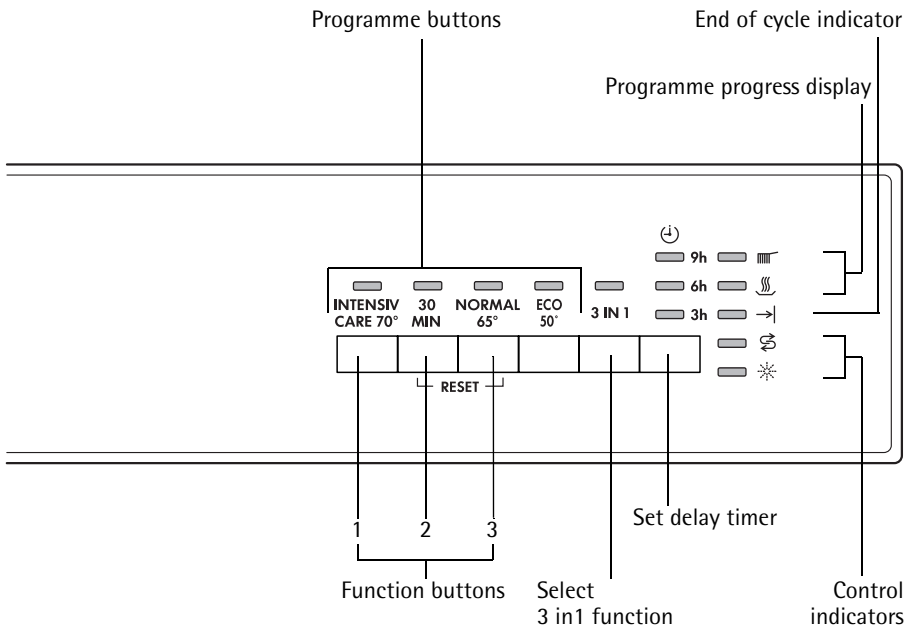 Programme buttons
End of cycle indicator
Programme progress display
9h
6h
3h
INTENSIV
CARE 70°
30
MIN
NORMAL
65°
ECO
50°
3 IN 1
RESET
1
2
3
Set delay timer
Function buttons
Select
3 in1 function
Control
indicators